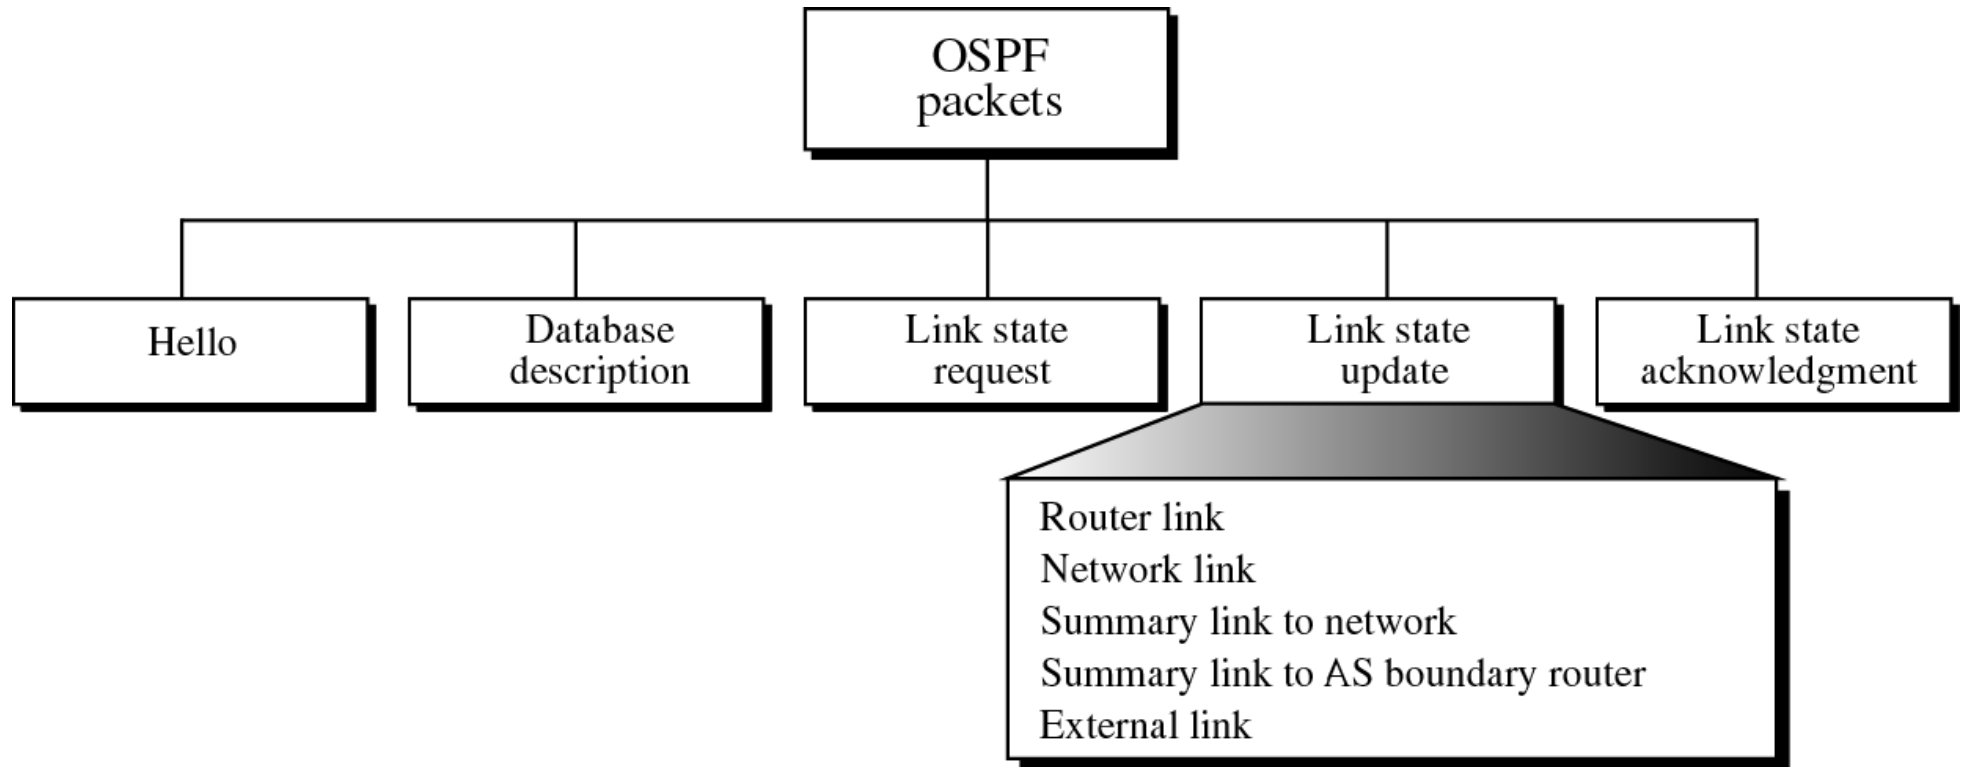 OSPF
packets
Hello
Database
description
Link state
request
Link state
update
Link state
acknowledgment
Router link
Network link
Summary link to network
Summary link to AS boundary router
External link